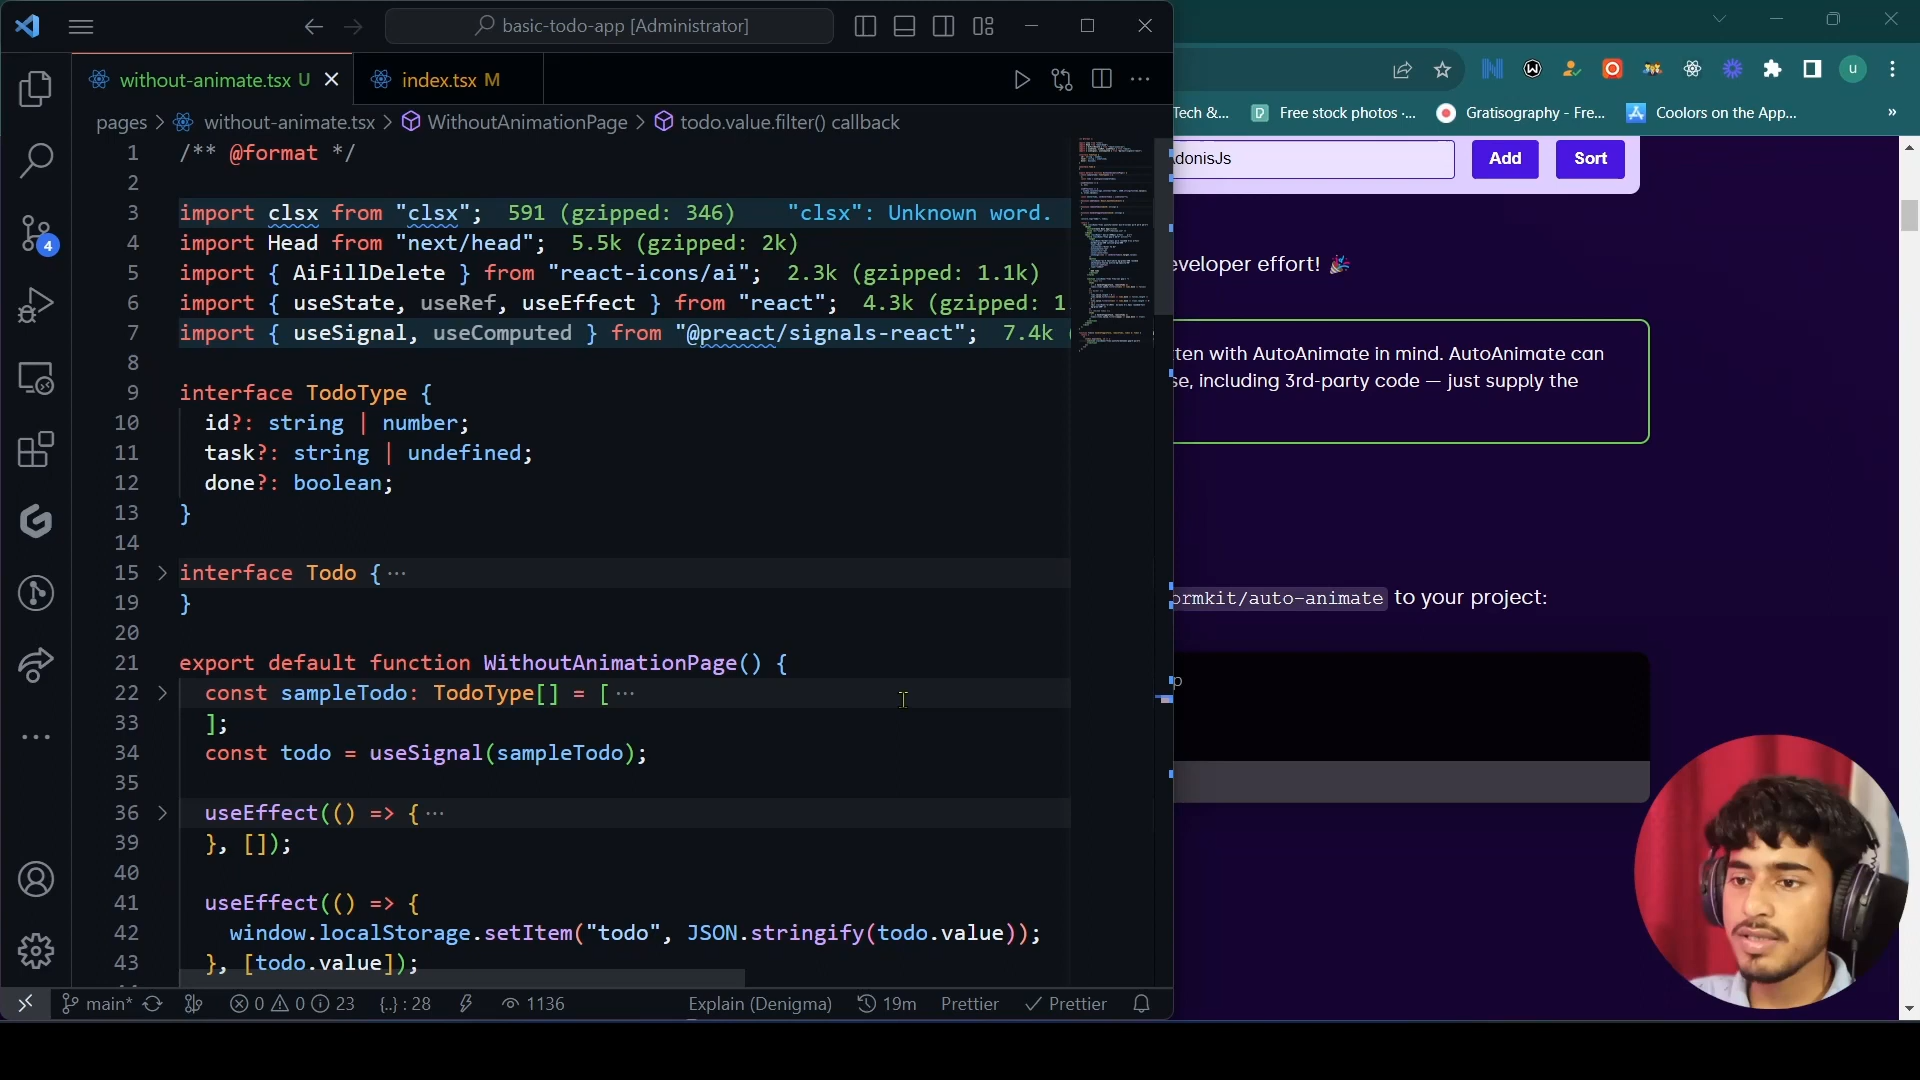 basic-todo-app [Administrator]
without-animate.tsx U
index.tsx M
pages > without-animate.tsx > WithoutAnimationPage > todo.value.filter() callback
1 /** @format */
2
3 import clsx from "clsx"; 591 (gzipped: 346) "clsx": Unknown word.
4 import Head from "next/head"; 5.5k (gzipped: 2k)
5 import { AiFillDelete } from "react-icons/ai"; 2.3k (gzipped: 1.1k)
6 import { useState, useRef, useEffect } from "react"; 4.3k (gzipped: 1.
7 import { useSignal, useComputed } from "@preact/signals-react"; 7.4k (
8
9 interface TodoType {
10 id?: string | number;
11 task?: string | undefined;
12 done?: boolean;
13 }
14
15 interface Todo { ...
19 }
20
21 export default function WithoutAnimationPage() {
22 const sampleTodo: TodoType[] = [ ...
33 ];
34 const todo = useSignal(sampleTodo);
35
36 useEffect(() => { ...
39 }, []);
40
41 useEffect(() => {
42 window.localStorage.setItem("todo", JSON.stringify(todo.value));
43 }, [todo.value]);
4
main* 0 0 23 {..} : 28 1136 Explain (Denigma) 19m Prettier Prettier
u
Tech &... Free stock photos ·... Gratisography - Fre... Coolors on the App... »
donisJs
Add
Sort
eveloper effort! 🎉
ten with AutoAnimate in mind. AutoAnimate can
se, including 3rd-party code — just supply the
ormkit/auto-animate to your project:
p